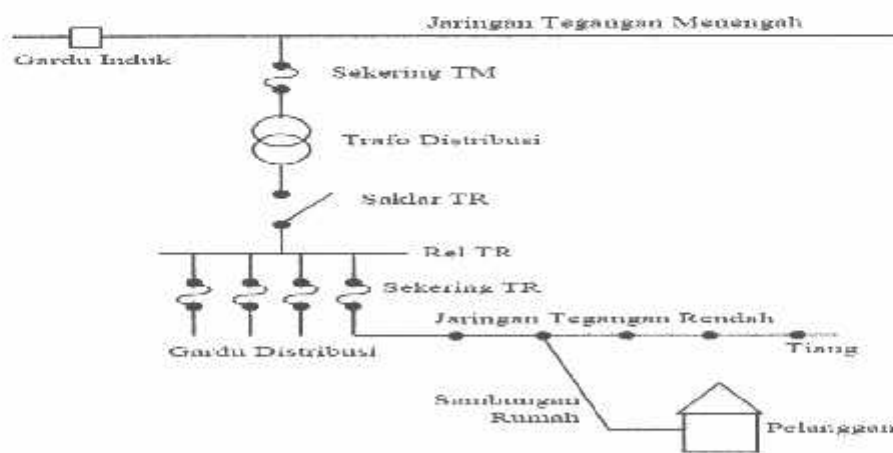 Jaringan Tegangan Menengah
Gardu Induk
Sekering TM
Trafo Distribusi
Saklar TR
Rel TR
Sekering TR
Jaringan Tegangan Rendah
Gardu Distribusi
Tiang
Sambungan
Rumah
Pelanggan